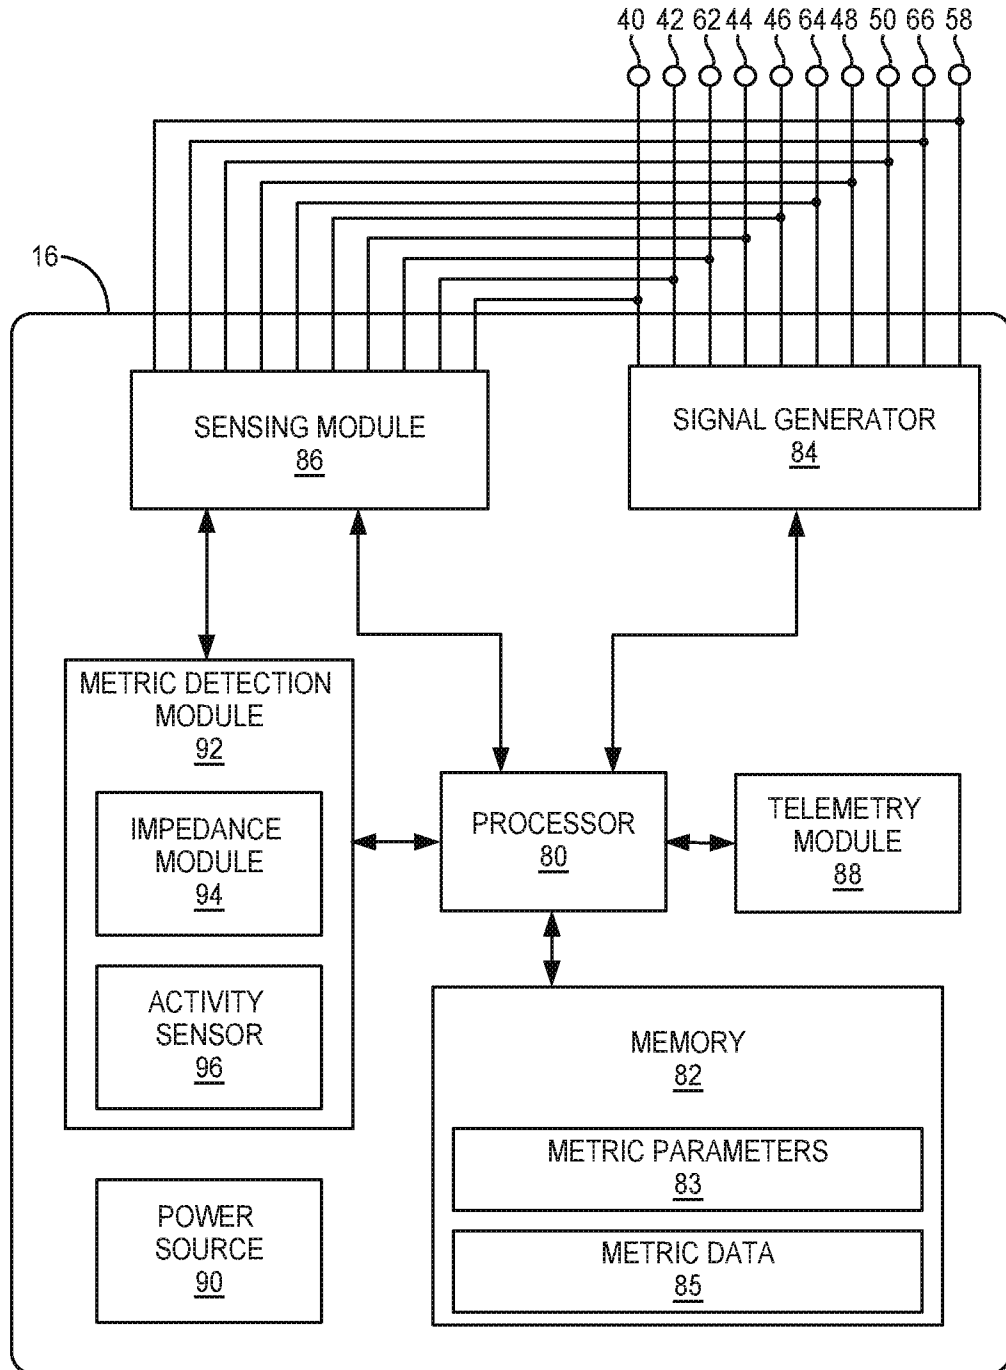 40 42 62 44 46 64 48 50 66 58
16
SENSING MODULE
86
SIGNAL GENERATOR
84
METRIC DETECTION
MODULE
92
IMPEDANCE
MODULE
94
ACTIVITY
SENSOR
96
PROCESSOR
80
TELEMETRY
MODULE
88
MEMORY
82
METRIC PARAMETERS
83
METRIC DATA
85
POWER
SOURCE
90